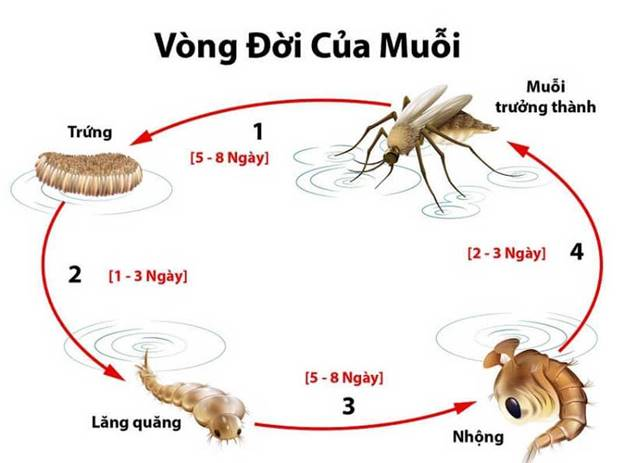 Vòng Đời Của Muỗi
Muỗi
trưởng thành
Trứng
1
[5 - 8 Ngày]
[2 - 3 Ngày]
4
2
[1 - 3 Ngày]
[5 - 8 Ngày]
3
Lăng quăng
Nhộng